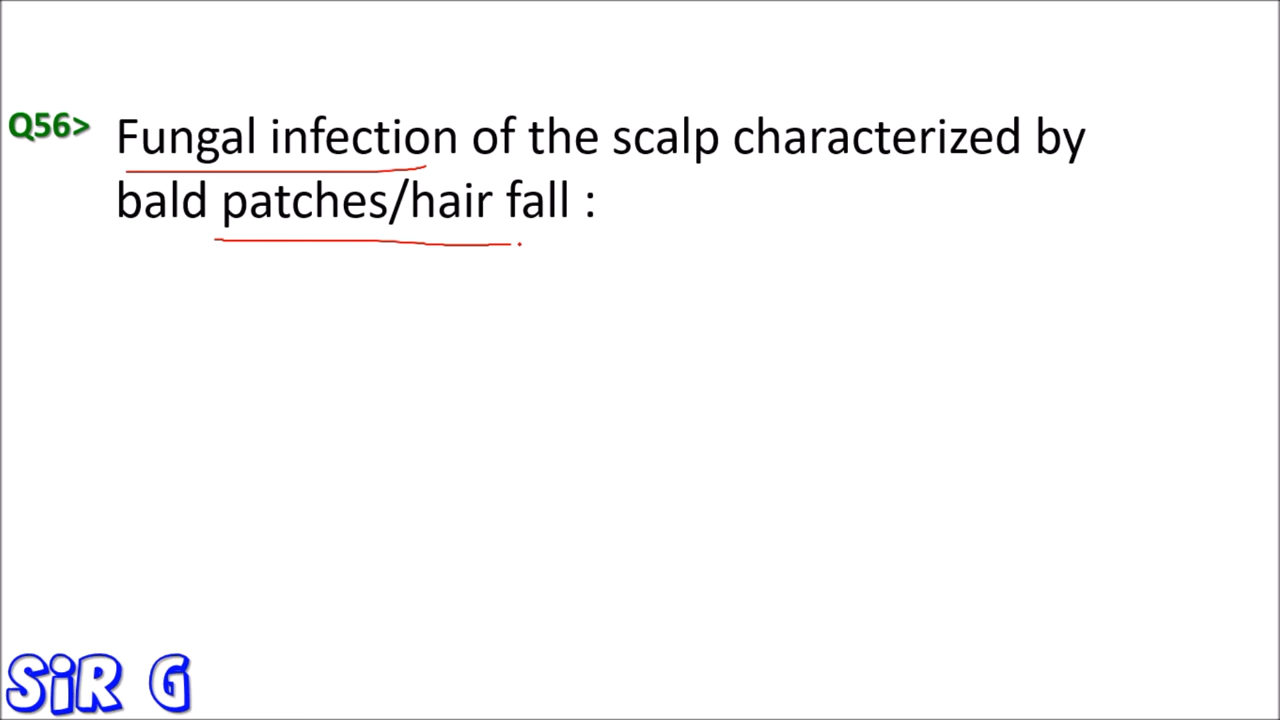 Q56> Fungal infection of the scalp characterized by
bald patches/hair fall :
SiR G